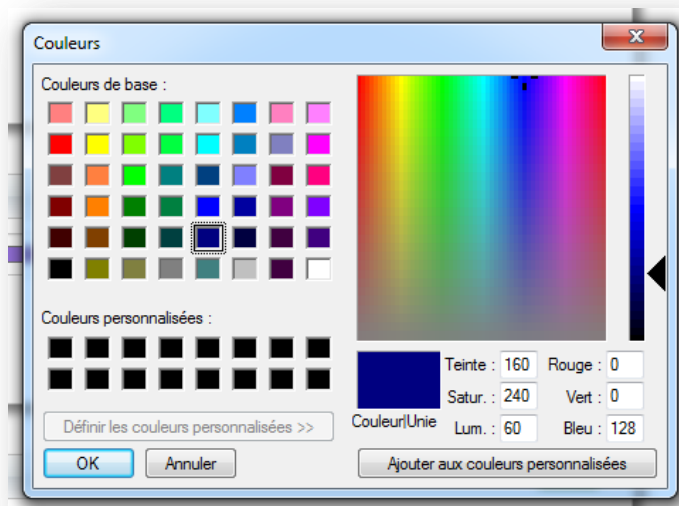 Couleurs
Couleurs de base :
Couleurs personnalisées :
Définir les couleurs personnalisées >>
OK Annuler
Couleur|Unie
Teinte : 160 Rouge : 0
Satur. : 240 Vert : 0
Lum. : 60 Bleu : 128
Ajouter aux couleurs personnalisées